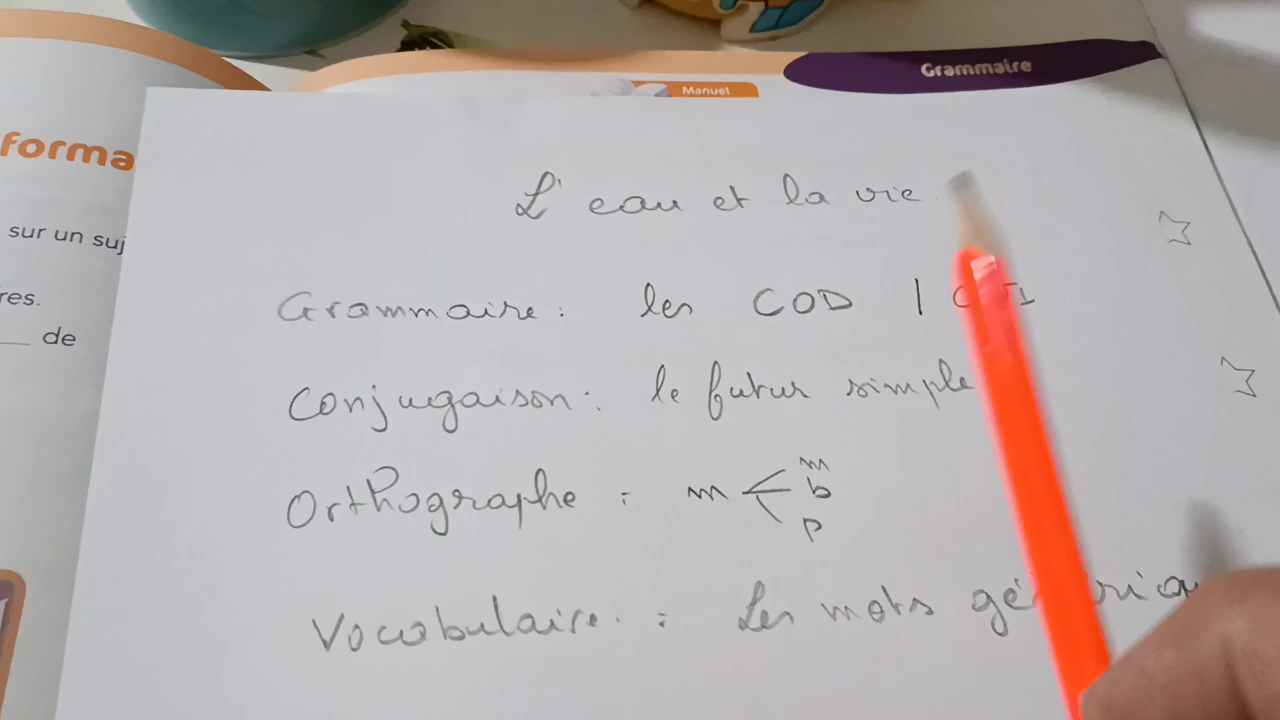 Grammaire
Manuel
forma
sur un suj
res.
de
L'eau et la vie
Grammaire : les COD |
Conjugaison : le futur simple
Orthographe : m < m
b
p
Vocabulaire : Les mots